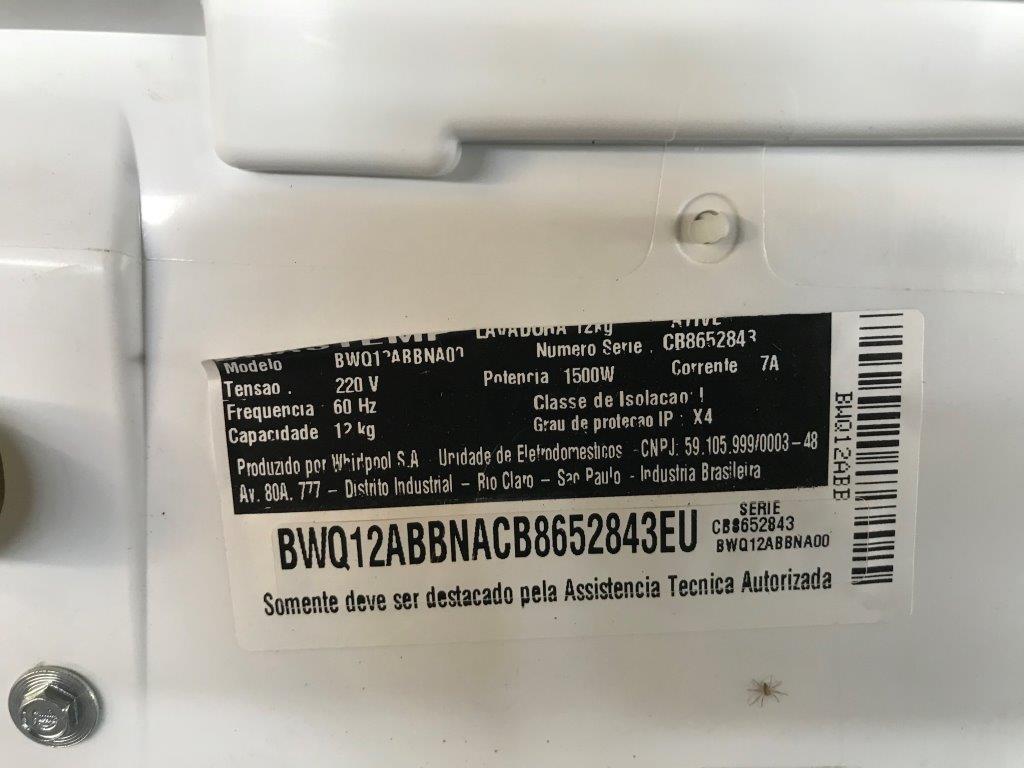 LAVADORA 12kg
Modelo BWQ12ABBNA00 Numero Serie . CB8652843
Tensao . 220 V Potencia 1500W Corrente 7A
Frequencia 60 Hz Classe de Isolacao I
Capacidade 12 kg Grau de protecao IP : X4
Produzido por Whirlpool S.A - Unidade de Eletrodomesticos - CNPJ: 59.105.999/0003-48
Av. 80A, 777 - Distrito Industrial - Rio Claro - Sao Paulo - Industria Brasileira
BWQ12ABBNACB8652843EU
SERIE
CB8652843
BWQ12ABBNA00
Somente deve ser destacado pela Assistencia Tecnica Autorizada
BWQ12ABB